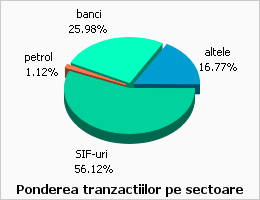 banci
25.98%
altele
16.77%
petrol
1.12%
SIF-uri
56.12%
Ponderea tranzactiilor pe sectoare